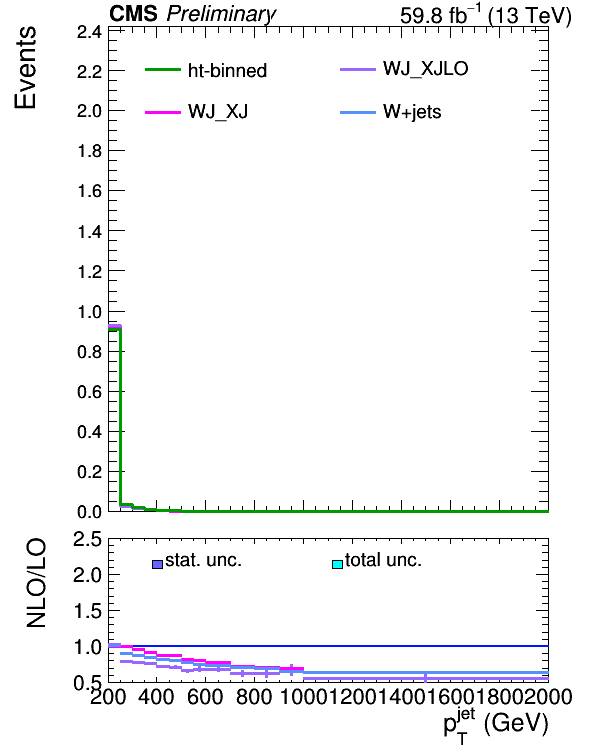 CMS Preliminary 59.8 fb⁻¹ (13 TeV)
Events
ht-binned WJ_XJLO
WJ_XJ W+jets
2.4
2.2
2.0
1.8
1.6
1.4
1.2
1.0
0.8
0.6
0.4
0.2
0.0
NLO/LO
stat. unc. total unc.
2.5
2.0
1.5
1.0
0.5
200 400 600 800 1000 1200 1400 1600 1800 2000
p_T^jet (GeV)